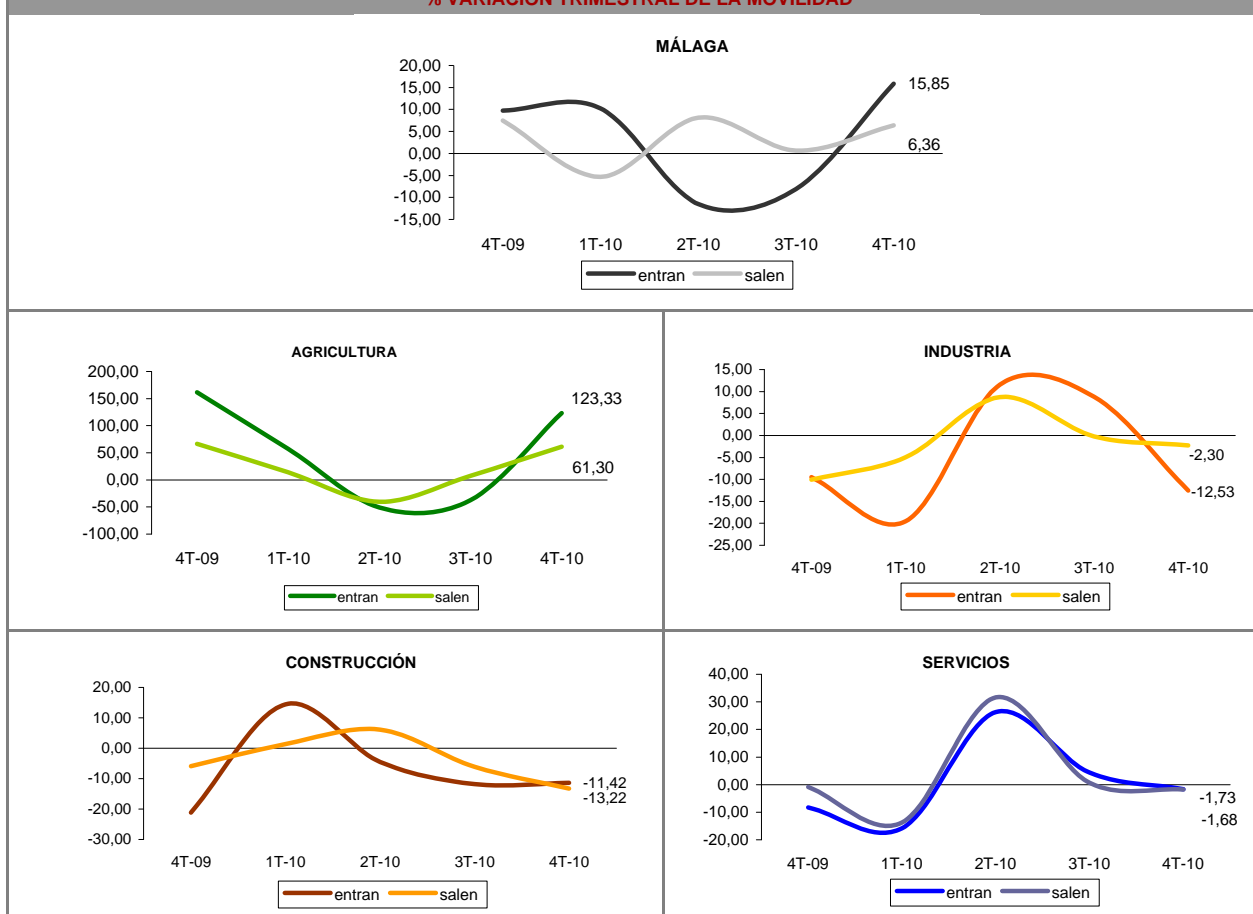 % VARIACIÓN TRIMESTRAL DE LA MOVILIDAD
MÁLAGA
20,00
15,00
10,00
5,00
0,00
-5,00
-10,00
-15,00
15,85
6,36
4T-09 1T-10 2T-10 3T-10 4T-10
entran salen
AGRICULTURA
200,00
150,00
100,00
50,00
0,00
-50,00
-100,00
123,33
61,30
4T-09 1T-10 2T-10 3T-10 4T-10
entran salen
INDUSTRIA
15,00
10,00
5,00
0,00
-5,00
-10,00
-15,00
-20,00
-25,00
-2,30
-12,53
4T-09 1T-10 2T-10 3T-10 4T-10
entran salen
CONSTRUCCIÓN
20,00
10,00
0,00
-10,00
-20,00
-30,00
-11,42
-13,22
4T-09 1T-10 2T-10 3T-10 4T-10
entran salen
SERVICIOS
40,00
30,00
20,00
10,00
0,00
-10,00
-20,00
-1,73
-1,68
4T-09 1T-10 2T-10 3T-10 4T-10
entran salen